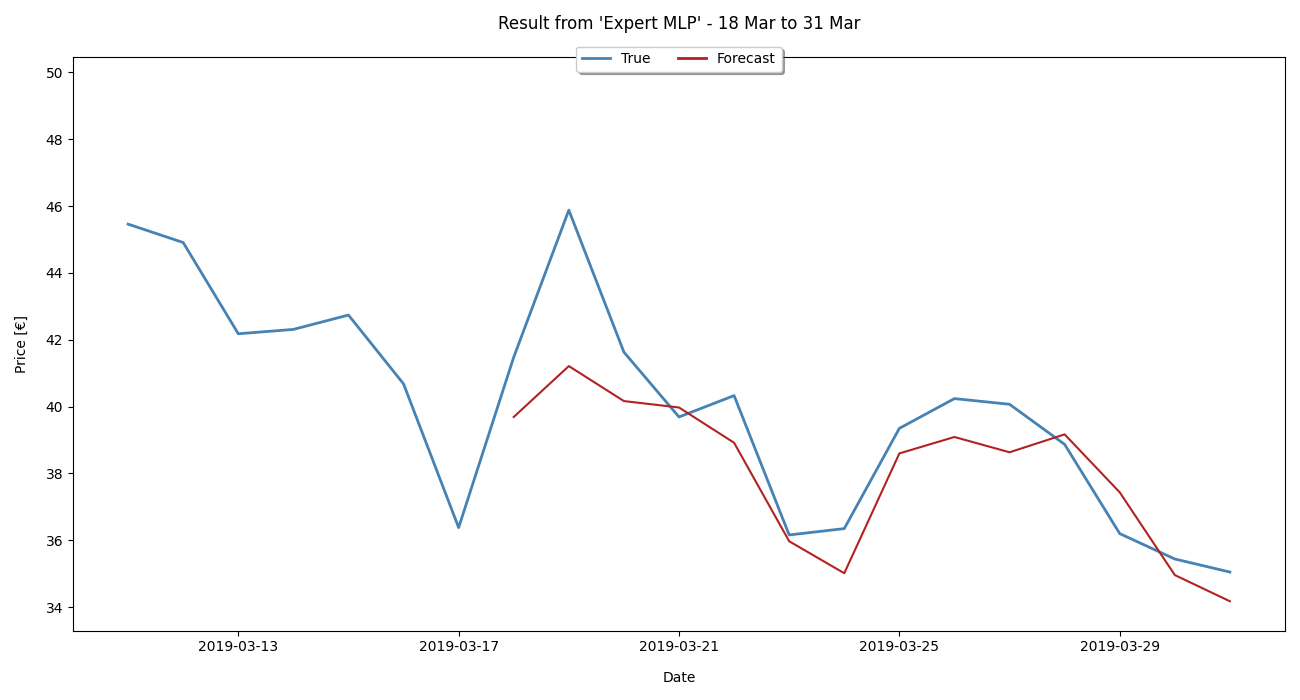 Result from 'Expert MLP' - 18 Mar to 31 Mar
True Forecast
50
48
46
44
42
40
38
36
34
Price [€]
2019-03-13 2019-03-17 2019-03-21 2019-03-25 2019-03-29
Date